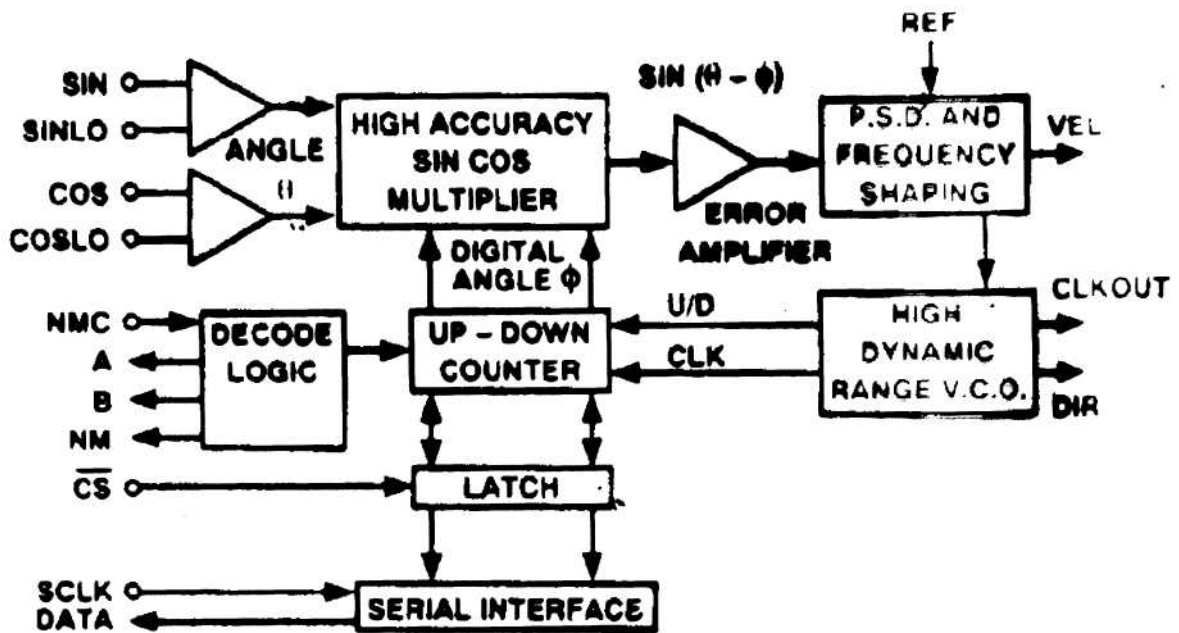 REF
SIN
SINLO
COS
COSLO
ANGLE
θ
HIGH ACCURACY
SIN COS
MULTIPLIER
SIN (θ - ϕ)
ERROR
AMPLIFIER
P.S.D. AND
FREQUENCY
SHAPING
VEL
DIGITAL
ANGLE ϕ
NMC
A
B
NM
DECODE
LOGIC
UP - DOWN
COUNTER
U/D
CLK
HIGH
DYNAMIC
RANGE V.C.O.
CLKOUT
DIR
C̅S̅
LATCH
SCLK
DATA
SERIAL INTERFACE